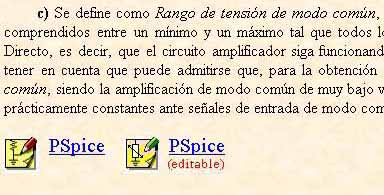 c) Se define como Rango de tensión de modo común,
comprendidos entre un mínimo y un máximo tal que todos
Directo, es decir, que el circuito amplificador siga funcionand
tener en cuenta que puede admitirse que, para la obtención
común, siendo la amplificación de modo común de muy bajo v
prácticamente constantes ante señales de entrada de modo com
PSpice PSpice
(editable)